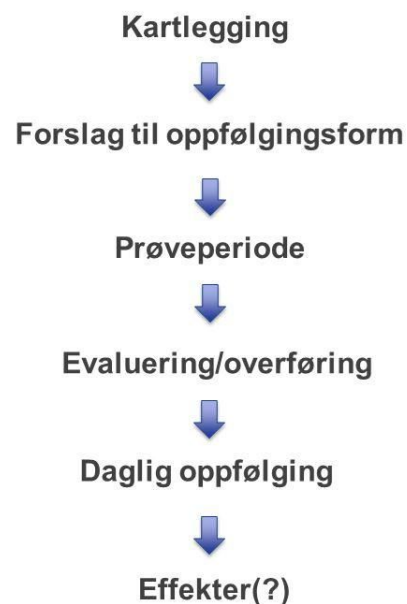 Kartlegging
Forslag til oppfølgingsform
Prøveperiode
Evaluering/overføring
Daglig oppfølging
Effekter(?)